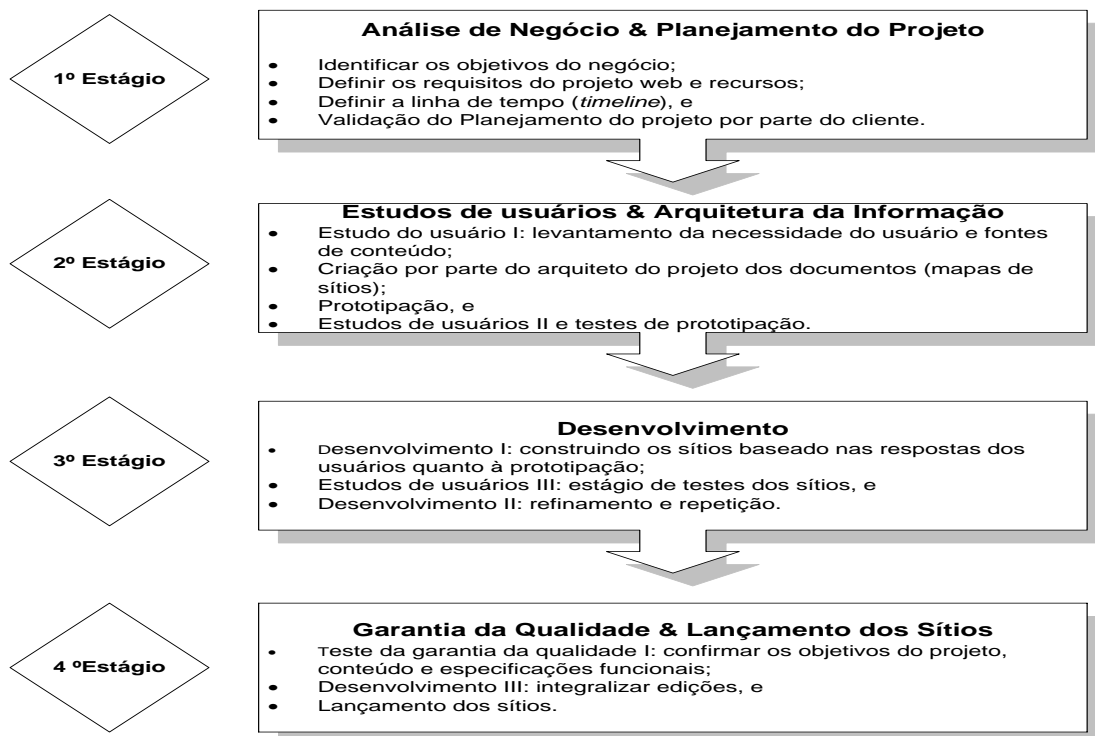 1º Estágio
Análise de Negócio & Planejamento do Projeto
• Identificar os objetivos do negócio;
• Definir os requisitos do projeto web e recursos;
• Definir a linha de tempo (timeline), e
• Validação do Planejamento do projeto por parte do cliente.
2º Estágio
Estudos de usuários & Arquitetura da Informação
• Estudo do usuário I: levantamento da necessidade do usuário e fontes
de conteúdo;
• Criação por parte do arquiteto do projeto dos documentos (mapas de
sítios);
• Prototipação, e
• Estudos de usuários II e testes de prototipação.
3º Estágio
Desenvolvimento
• Desenvolvimento I: construindo os sítios baseado nas respostas dos
usuários quanto à prototipação;
• Estudos de usuários III: estágio de testes dos sítios, e
• Desenvolvimento II: refinamento e repetição.
4 ºEstágio
Garantia da Qualidade & Lançamento dos Sítios
• Teste da garantia da qualidade I: confirmar os objetivos do projeto,
conteúdo e especificações funcionais;
• Desenvolvimento III: integralizar edições, e
• Lançamento dos sítios.